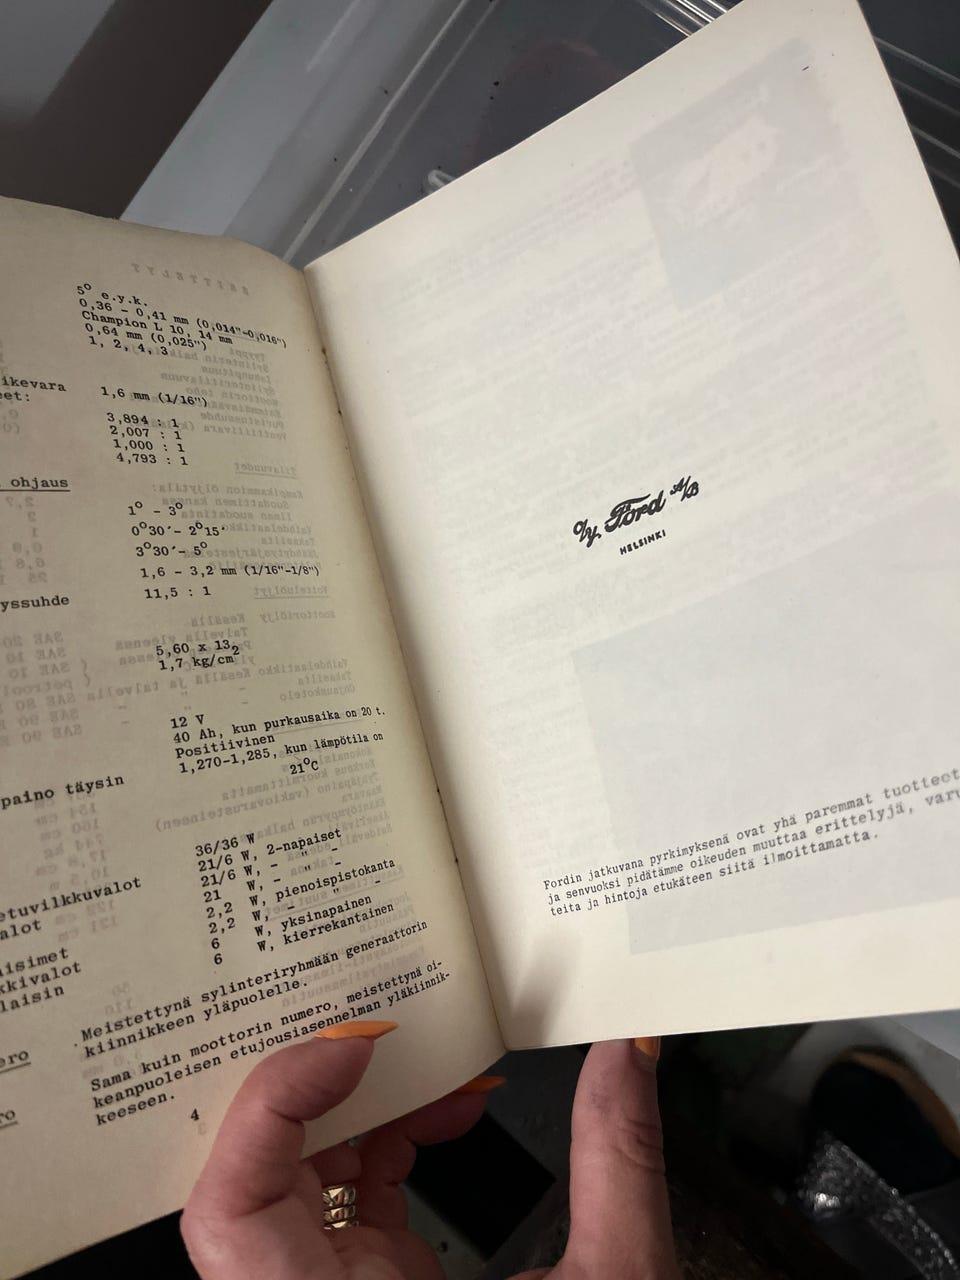 5° e.y.k.
0,36 - 0,41 mm (0,014"-0,016")
Champion L 10, 14 mm
0,64 mm (0,025")
1, 2, 4, 3
ikevara
eet:
1,6 mm (1/16")
3,894 : 1
2,007 : 1
1,000 : 1
4,793 : 1
ohjaus
1° - 3°
0°30′- 2°15′
3°30′- 5°
1,6 - 3,2 mm (1/16"-1/8")
yssuhde 11,5 : 1
5,60 x 13
1,7 kg/cm2
12 V
40 Ah, kun purkausaika on 20 t.
Positiivinen
paino täysin 1,270-1,285, kun lämpötila on
21°C
36/36 W
21/6 W, 2-napaiset
21/6 W, - " -
etuvilkkuvalot 21 W, - " -
alot 2,2 W, pienoispistokanta
2,2 W, - " -
aisimet 6 W, yksinapainen
kkivalot 6 W, kierrekantainen
laisin
Meistettynä sylinteriryhmään generaattorin
kiinnikkeen yläpuolelle.
ero
Sama kuin moottorin numero, meistettynä oi-
keanpuoleisen etujousiasennelman yläkiinnik-
keeseen.
ro
4
O/y. Ford A/B
HELSINKI
Fordin jatkuvana pyrkimyksenä ovat yhä paremmat tuotteet
ja senvuoksi pidätämme oikeuden muuttaa erittelyjä, varu
teita ja hintoja etukäteen siitä ilmoittamatta.